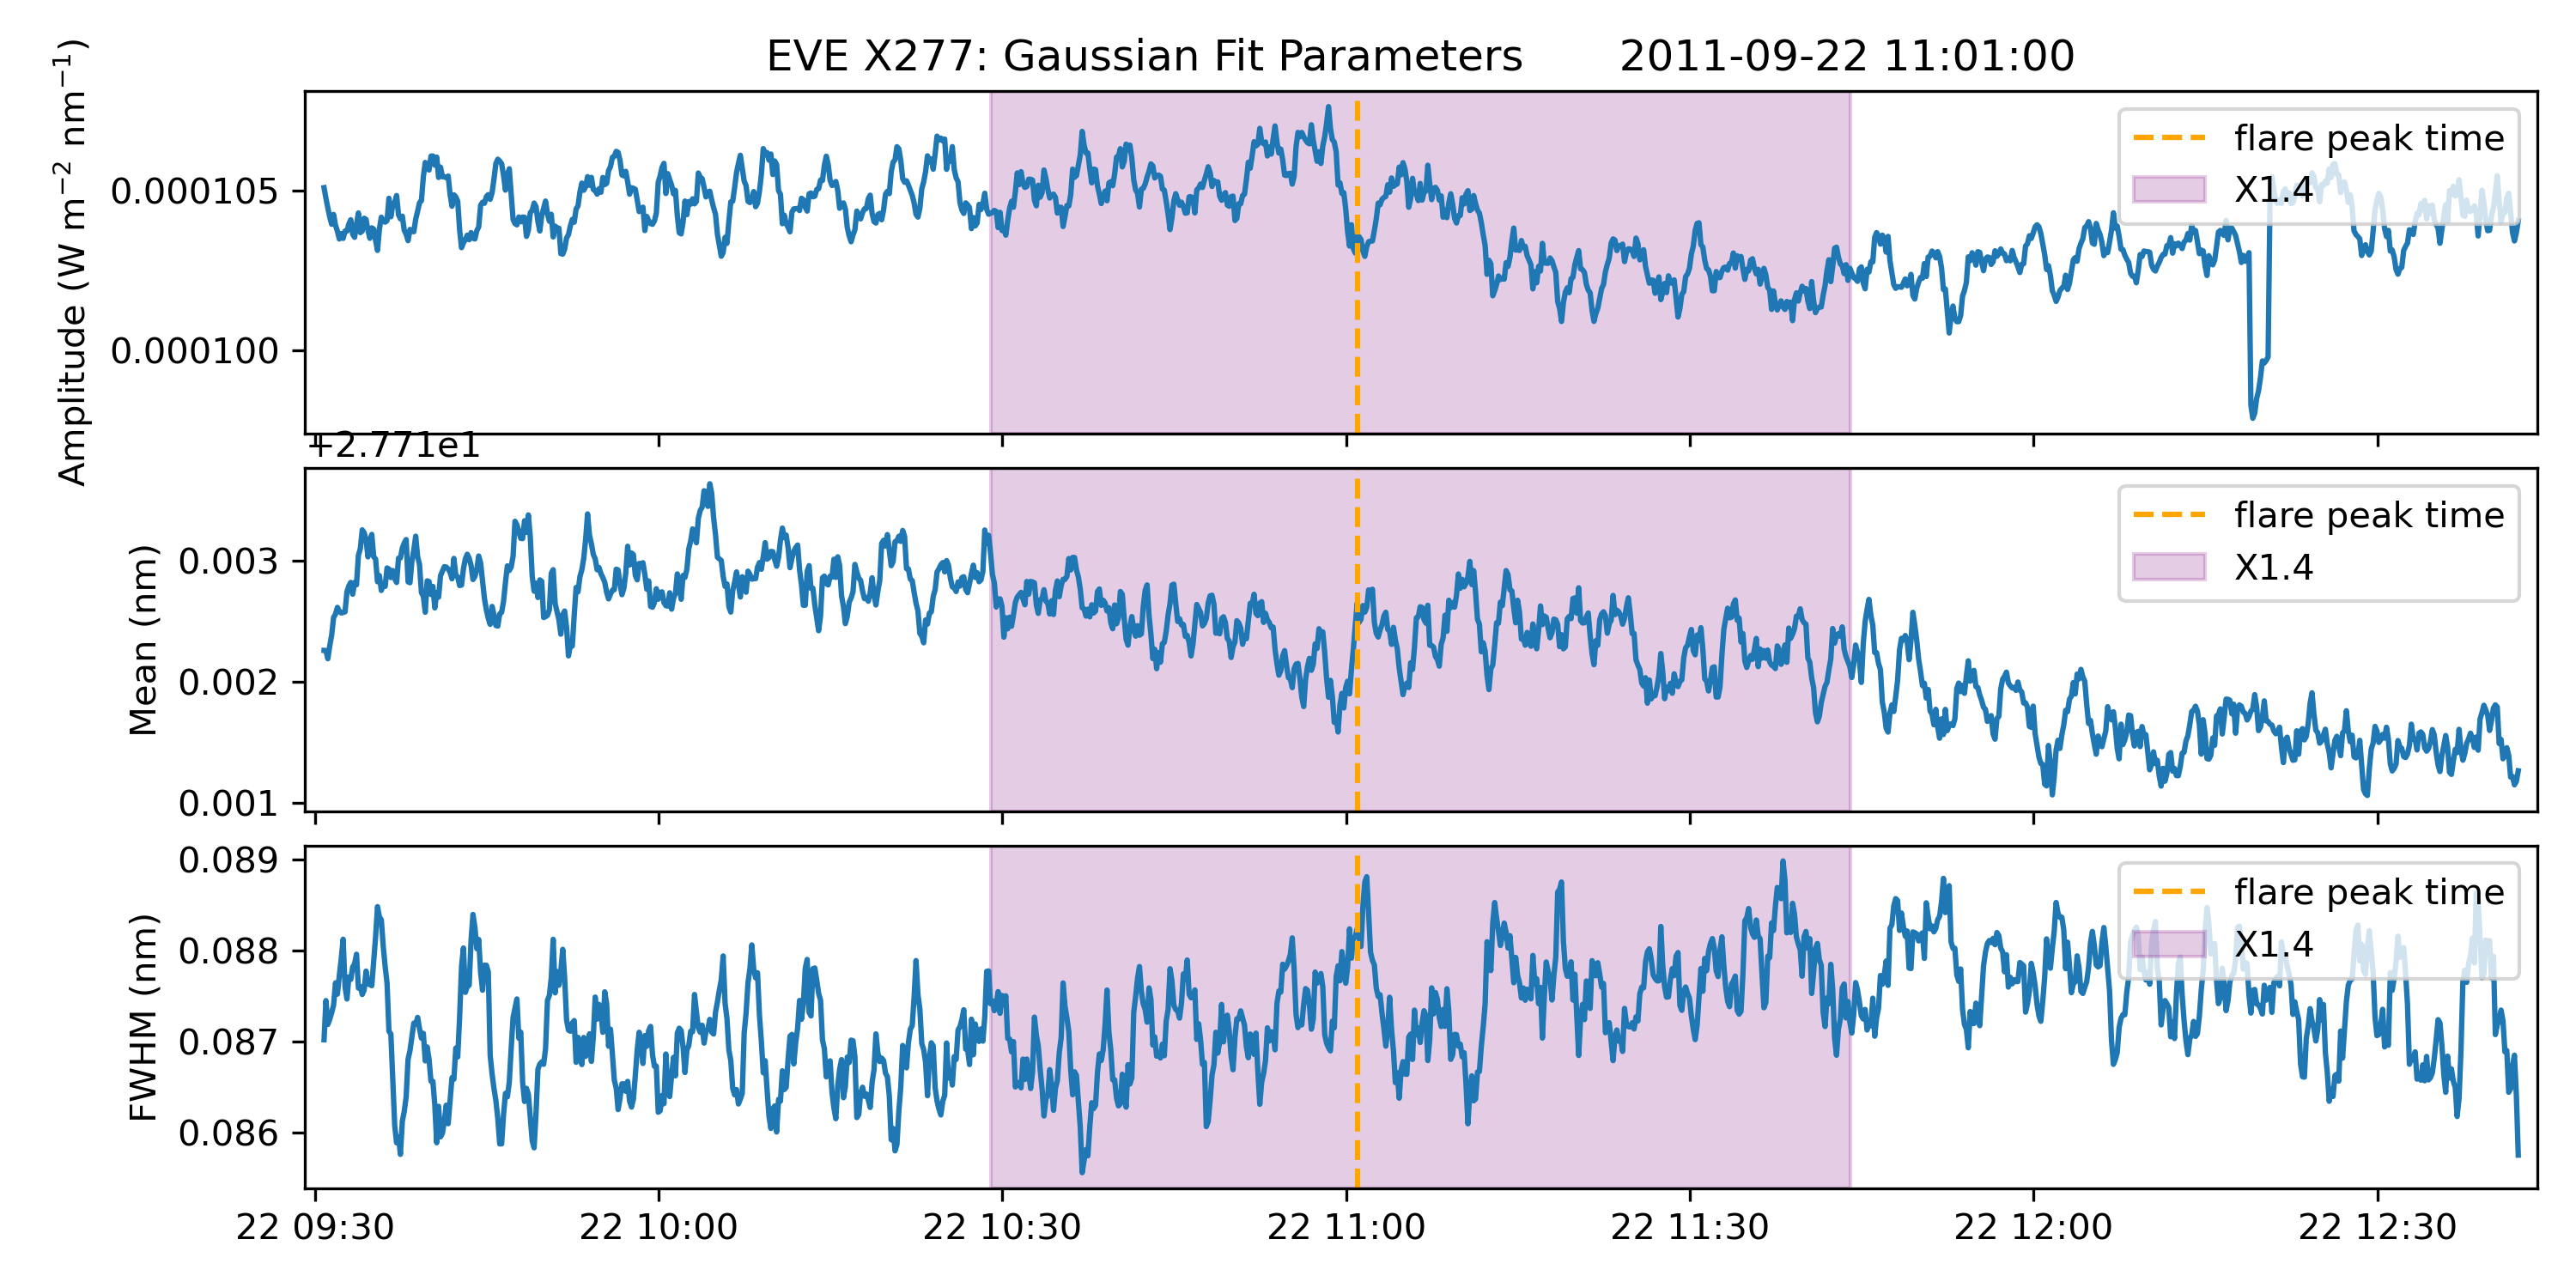 EVE X277: Gaussian Fit Parameters 2011-09-22 11:01:00
Amplitude (W m⁻² nm⁻¹)
0.000105
0.000100
flare peak time
X1.4
+2.771e1
Mean (nm)
0.003
0.002
0.001
flare peak time
X1.4
FWHM (nm)
0.089
0.088
0.087
0.086
flare peak time
X1.4
22 09:30 22 10:00 22 10:30 22 11:00 22 11:30 22 12:00 22 12:30